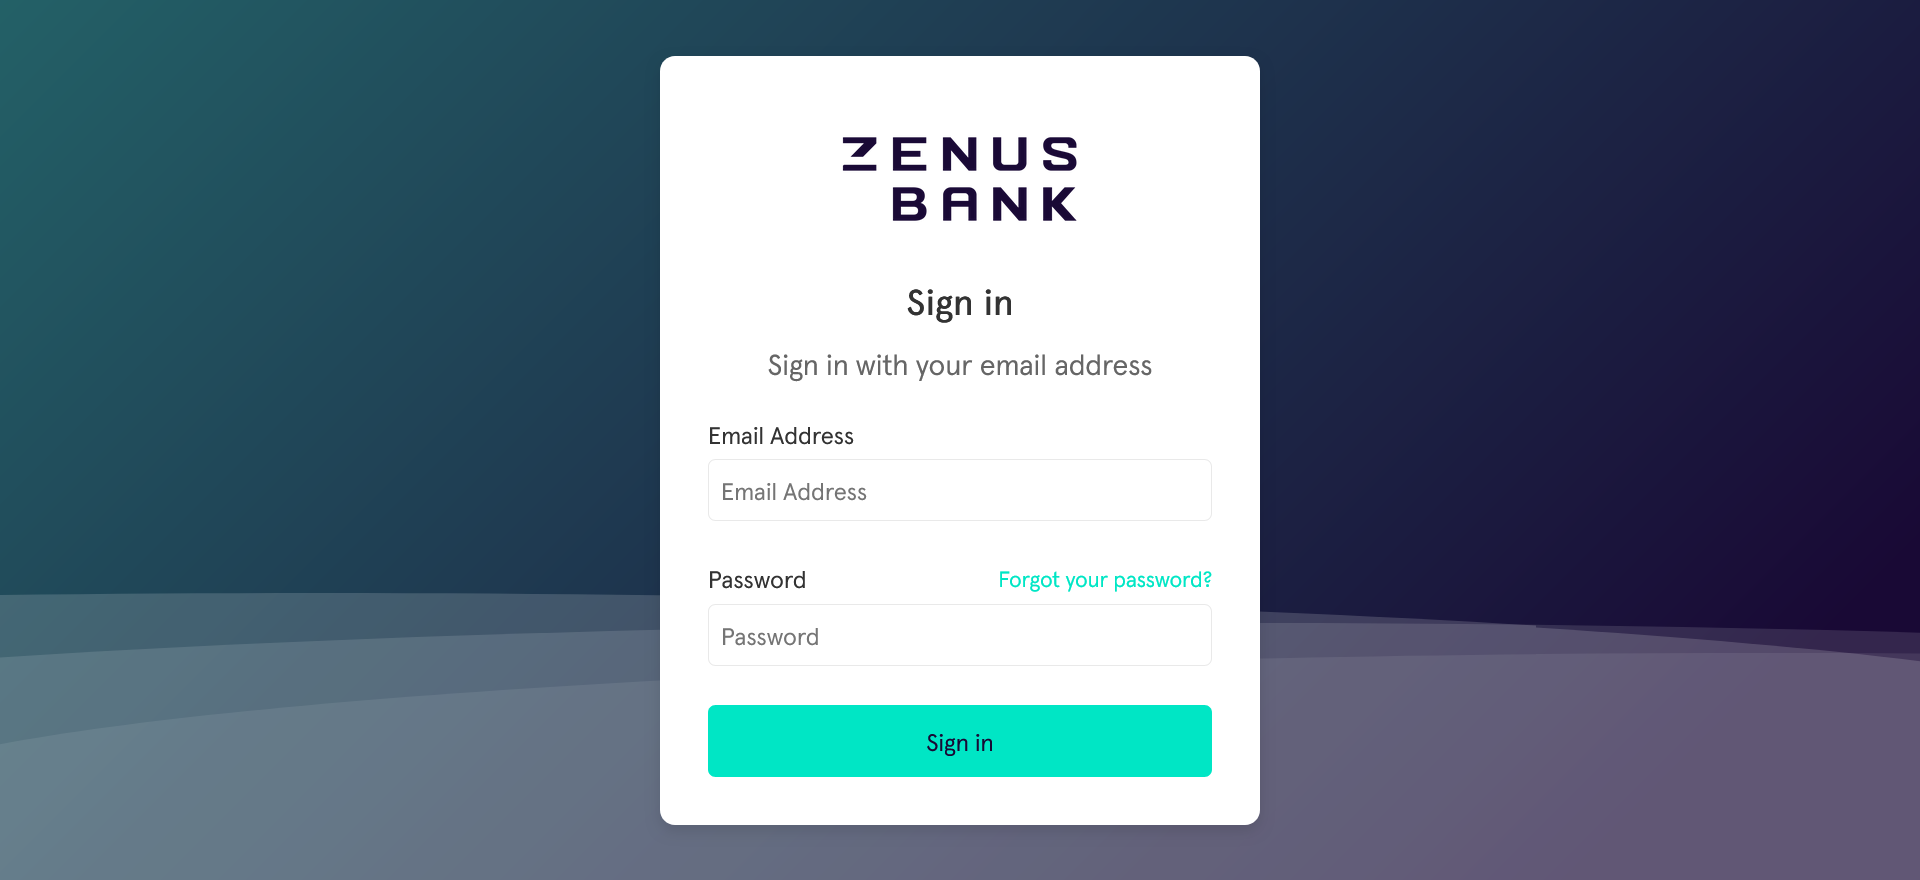 ZENUS
BANK
Sign in
Sign in with your email address
Email Address
Email Address
Password Forgot your password?
Password
Sign in